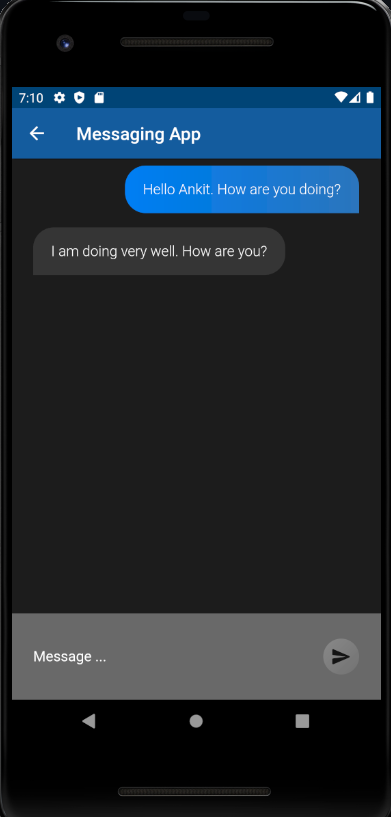 7:10
Messaging App
Hello Ankit. How are you doing?
I am doing very well. How are you?
Message ...